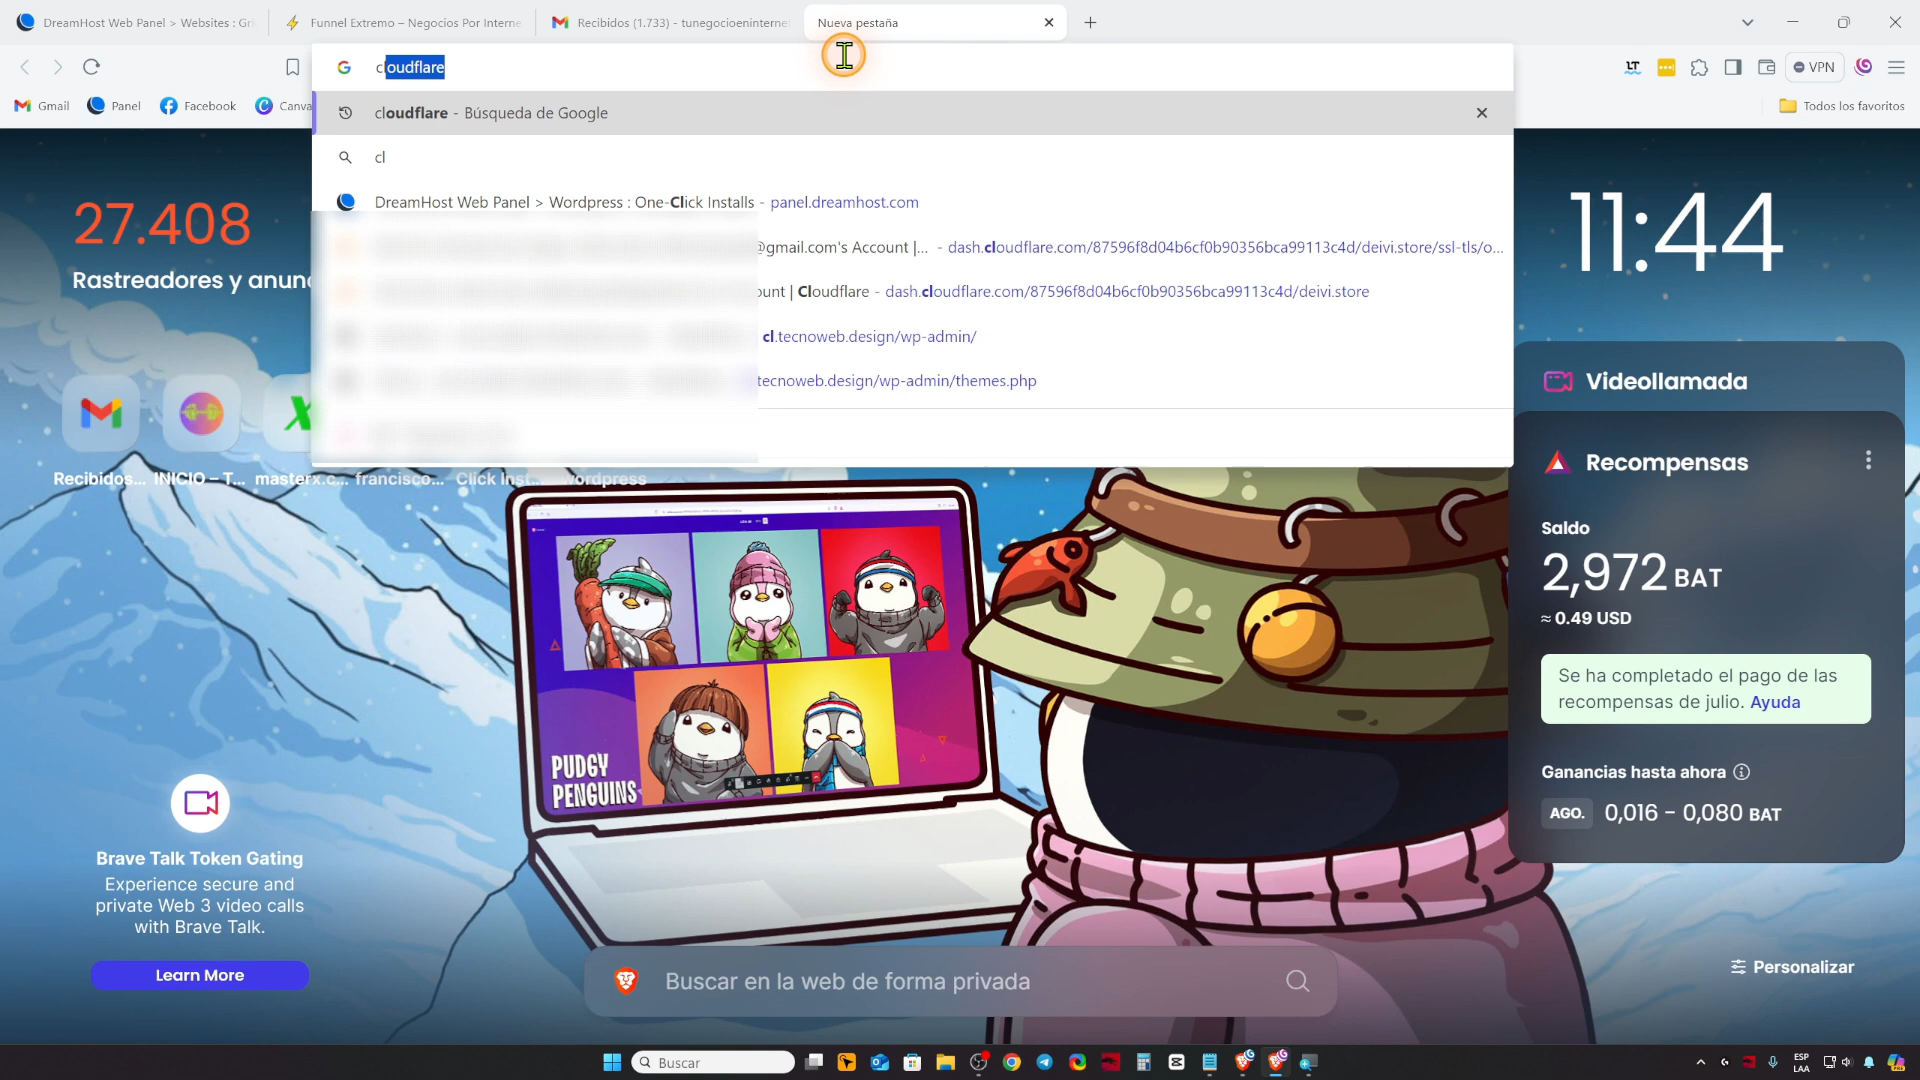 DreamHost Web Panel > Websites : Gri
Funnel Extremo – Negocios Por Interne
Recibidos (1.733) - tunegocioeninterne
Nueva pestaña
cloudflare
VPN
Gmail
Panel
Facebook
Canva
Todos los favoritos
cloudflare - Búsqueda de Google
cl
DreamHost Web Panel > Wordpress : One-Click Installs - panel.dreamhost.com
@gmail.com's Account |... - dash.cloudflare.com/87596f8d04b6cf0b90356bca99113c4d/deivi.store/ssl-tls/o...
ount | Cloudflare - dash.cloudflare.com/87596f8d04b6cf0b90356bca99113c4d/deivi.store
cl.tecnoweb.design/wp-admin/
tecnoweb.design/wp-admin/themes.php
27.408
Rastreadores y anun
11:44
Recibidos... INICIO – T... masterx.c... francisco... Click Inst... wordpress
Videollamada
Recompensas
Saldo
2,972 BAT
≈ 0.49 USD
Se ha completado el pago de las
recompensas de julio. Ayuda
Ganancias hasta ahora
AGO. 0,016 - 0,080 BAT
PUDGY
PENGUINS
Brave Talk Token Gating
Experience secure and
private Web 3 video calls
with Brave Talk.
Learn More
Buscar en la web de forma privada
Personalizar
Buscar
ESP
LAA